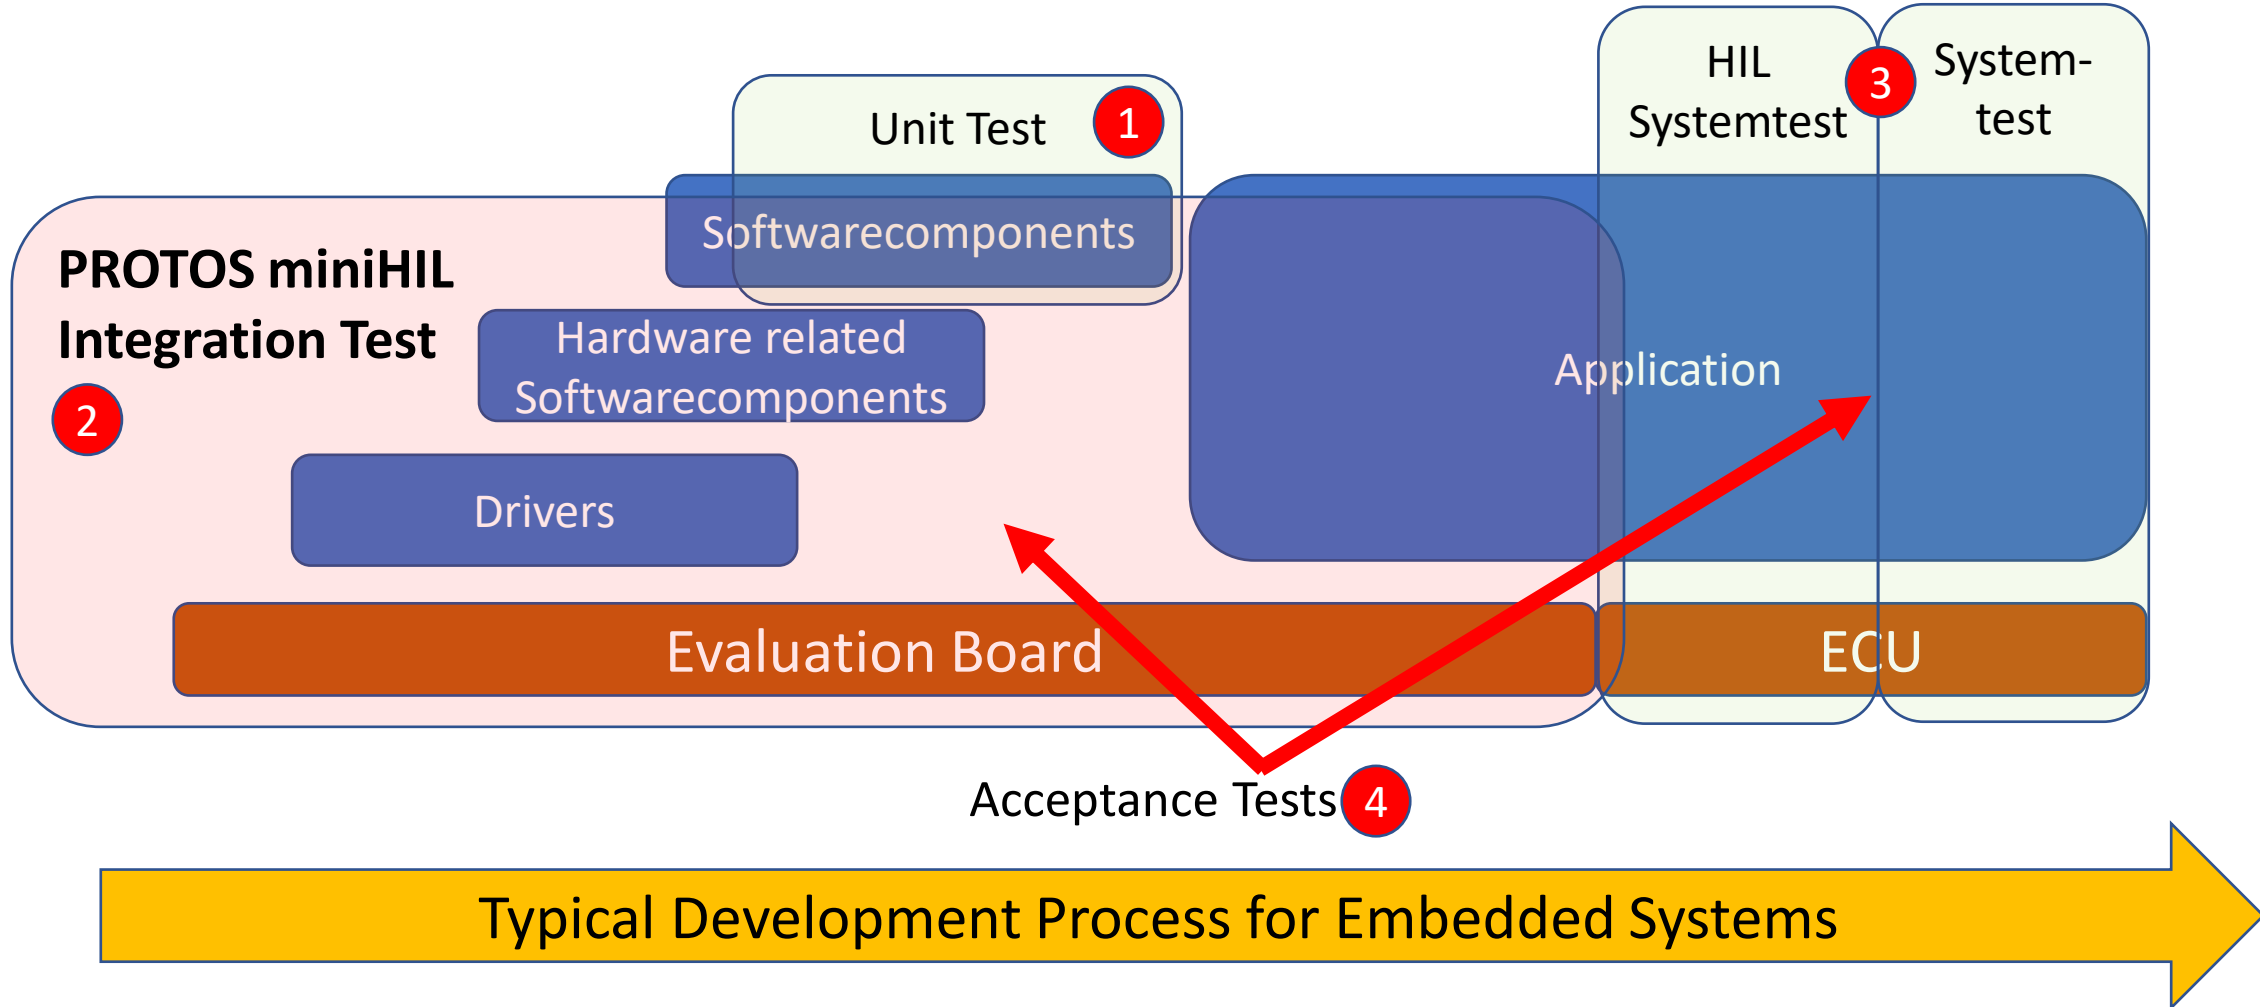 HIL
Systemtest
3
System-
test
Unit Test
1
Softwarecomponents
PROTOS miniHIL
Integration Test
2
Hardware related
Softwarecomponents
Application
Drivers
Evaluation Board
ECU
Acceptance Tests
4
Typical Development Process for Embedded Systems